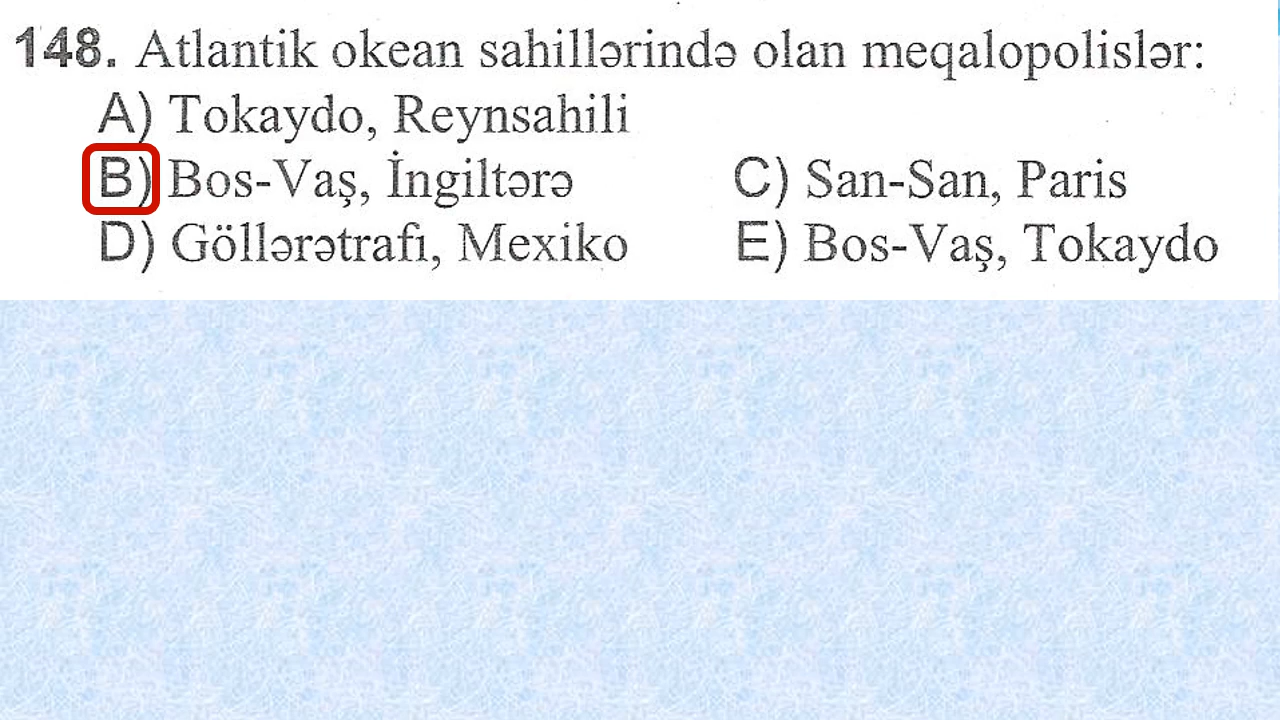 148. Atlantik okean sahillərində olan meqalopolislər:
A) Tokaydo, Reynsahili
B) Bos-Vaş, İngiltərə C) San-San, Paris
D) Göllərətrafı, Mexiko E) Bos-Vaş, Tokaydo